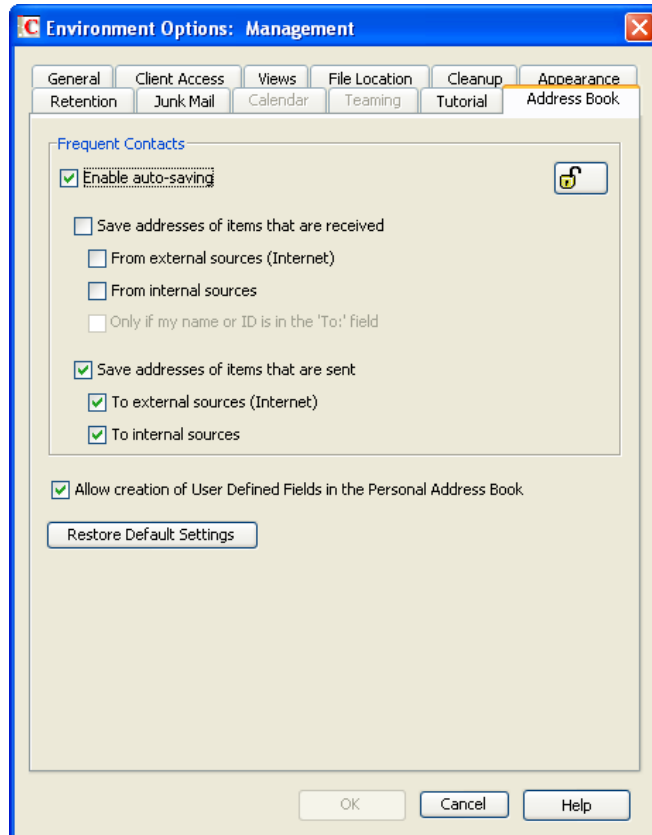 Environment Options: Management
General Client Access Views File Location Cleanup Appearance
Retention Junk Mail Calendar Teaming Tutorial Address Book
Frequent Contacts
Enable auto-saving
Save addresses of items that are received
From external sources (Internet)
From internal sources
Only if my name or ID is in the 'To:' field
Save addresses of items that are sent
To external sources (Internet)
To internal sources
Allow creation of User Defined Fields in the Personal Address Book
Restore Default Settings
OK Cancel Help